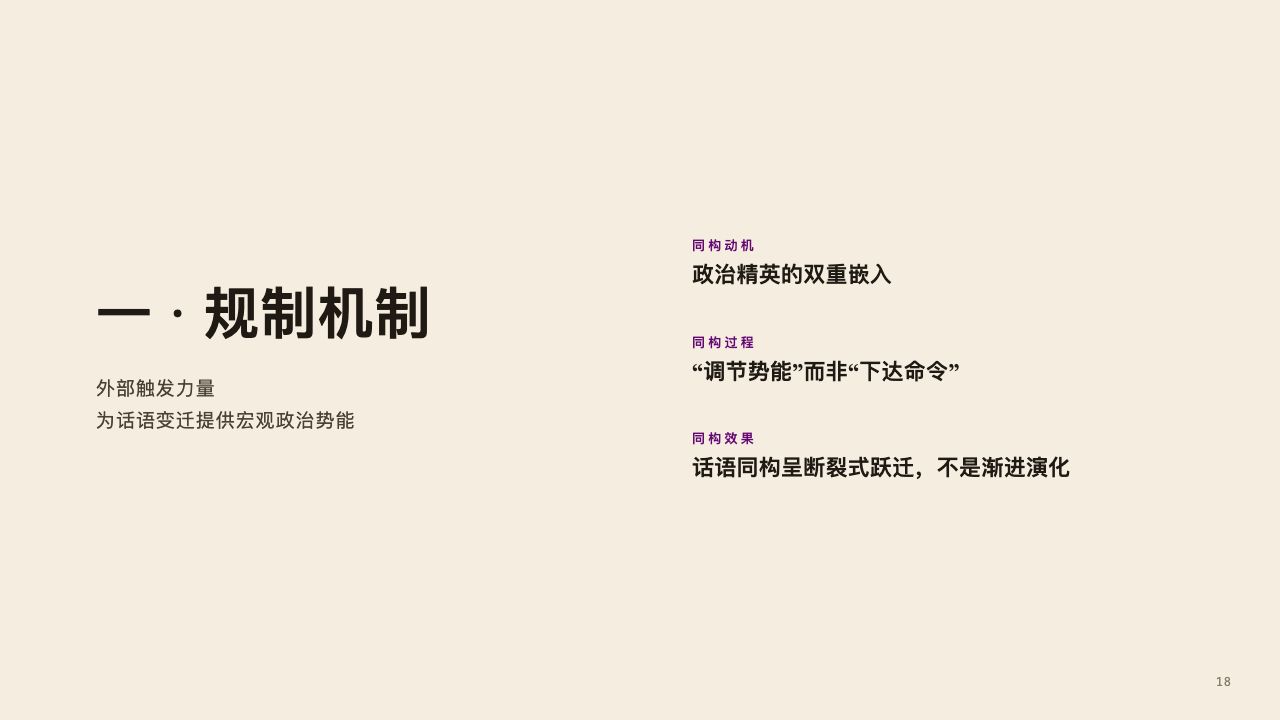 一 · 规制机制
外部触发力量
为话语变迁提供宏观政治势能
同构动机
政治精英的双重嵌入
同构过程
“调节势能”而非“下达命令”
同构效果
话语同构呈断裂式跃迁，不是渐进演化
18